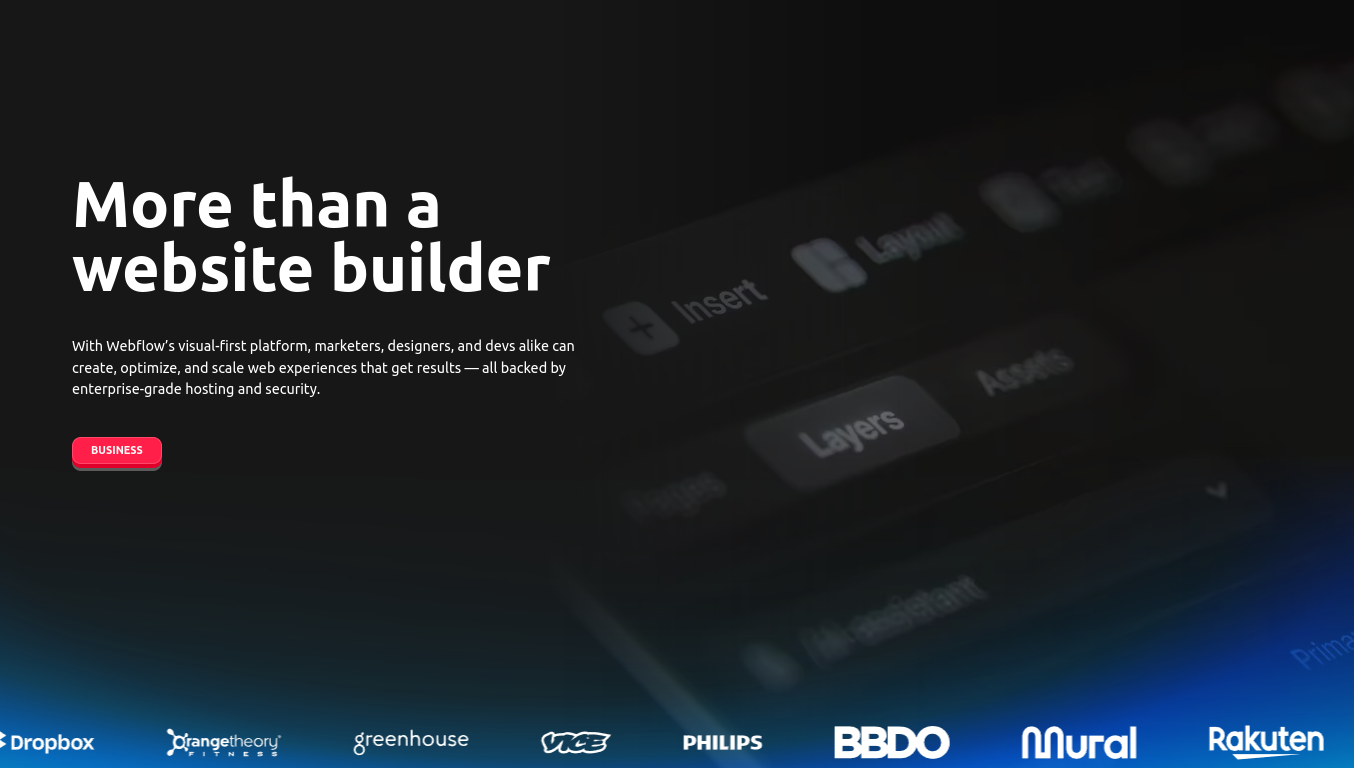 More than a
website builder
With Webflow’s visual-first platform, marketers, designers, and devs alike can
create, optimize, and scale web experiences that get results — all backed by
enterprise-grade hosting and security.
BUSINESS
Insert
Layout
Layers
Assets
Pages
AI assistant
Dropbox
Orangetheory
FITNESS
greenhouse
VICE
PHILIPS
BBDO
Mural
Rakuten